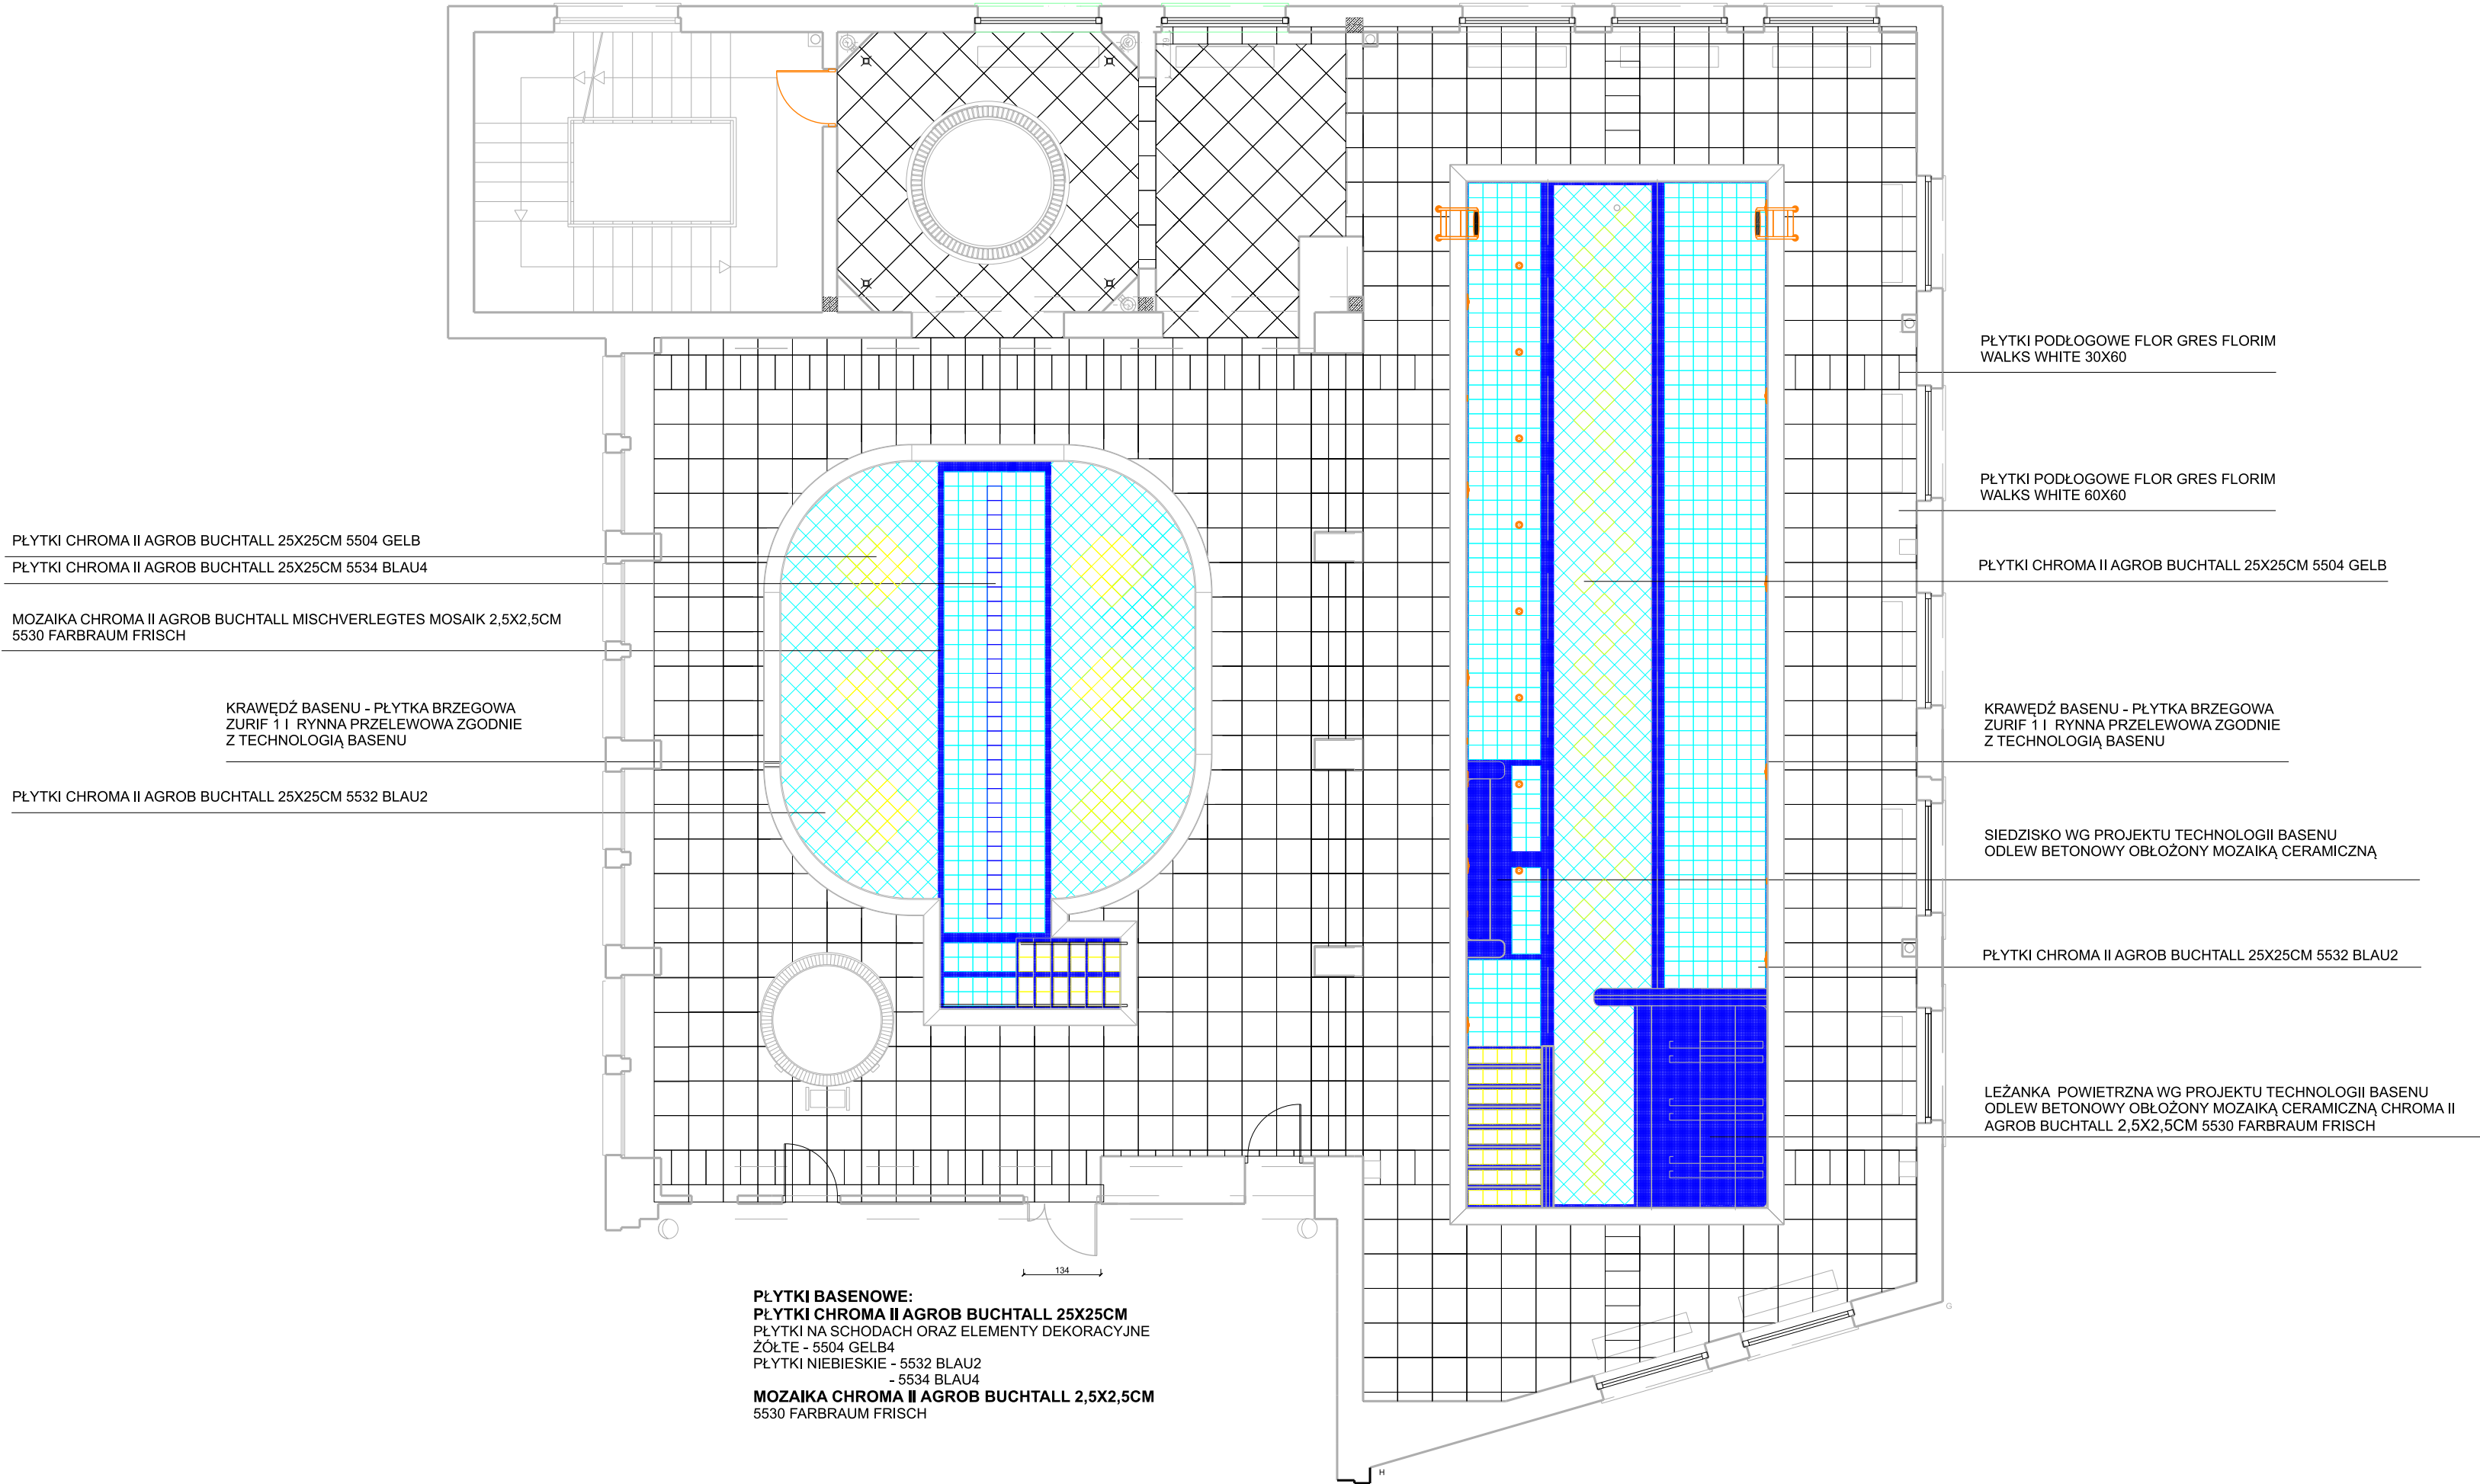 PŁYTKI CHROMA II AGROB BUCHTALL 25X25CM 5504 GELB
PŁYTKI CHROMA II AGROB BUCHTALL 25X25CM 5534 BLAU4
MOZAIKA CHROMA II AGROB BUCHTALL MISCHVERLEGTES MOSAIK 2,5X2,5CM
5530 FARBRAUM FRISCH
KRAWĘDŹ BASENU - PŁYTKA BRZEGOWA
ZURIF 1 I RYNNA PRZELEWOWA ZGODNIE
Z TECHNOLOGIĄ BASENU
PŁYTKI CHROMA II AGROB BUCHTALL 25X25CM 5532 BLAU2
PŁYTKI PODŁOGOWE FLOR GRES FLORIM
WALKS WHITE 30X60
PŁYTKI PODŁOGOWE FLOR GRES FLORIM
WALKS WHITE 60X60
PŁYTKI CHROMA II AGROB BUCHTALL 25X25CM 5504 GELB
KRAWĘDŹ BASENU - PŁYTKA BRZEGOWA
ZURIF 1 I RYNNA PRZELEWOWA ZGODNIE
Z TECHNOLOGIĄ BASENU
SIEDZISKO WG PROJEKTU TECHNOLOGII BASENU
ODLEW BETONOWY OBŁOŻONY MOZAIKĄ CERAMICZNĄ
PŁYTKI CHROMA II AGROB BUCHTALL 25X25CM 5532 BLAU2
LEŻANKA POWIETRZNA WG PROJEKTU TECHNOLOGII BASENU
ODLEW BETONOWY OBŁOŻONY MOZAIKĄ CERAMICZNĄ CHROMA II
AGROB BUCHTALL 2,5X2,5CM 5530 FARBRAUM FRISCH
134
PŁYTKI BASENOWE:
PŁYTKI CHROMA II AGROB BUCHTALL 25X25CM
PŁYTKI NA SCHODACH ORAZ ELEMENTY DEKORACYJNE
ŻÓŁTE - 5504 GELB4
PŁYTKI NIEBIESKIE - 5532 BLAU2
- 5534 BLAU4
MOZAIKA CHROMA II AGROB BUCHTALL 2,5X2,5CM
5530 FARBRAUM FRISCH
G
H